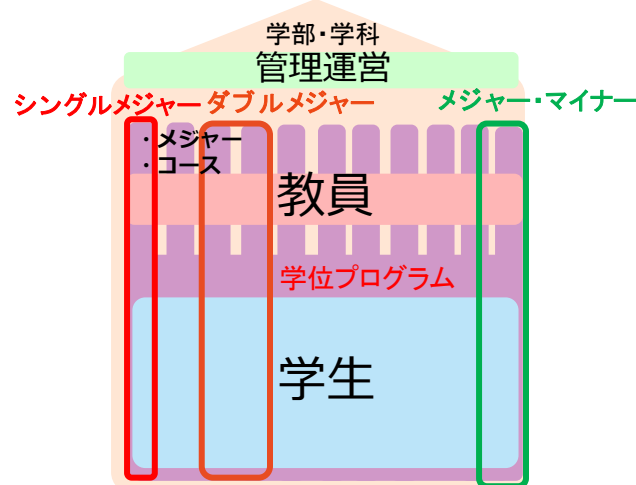 学部・学科
管理運営
シングルメジャー ダブルメジャー メジャー・マイナー
・メジャー
・コース
教員
学位プログラム
学生